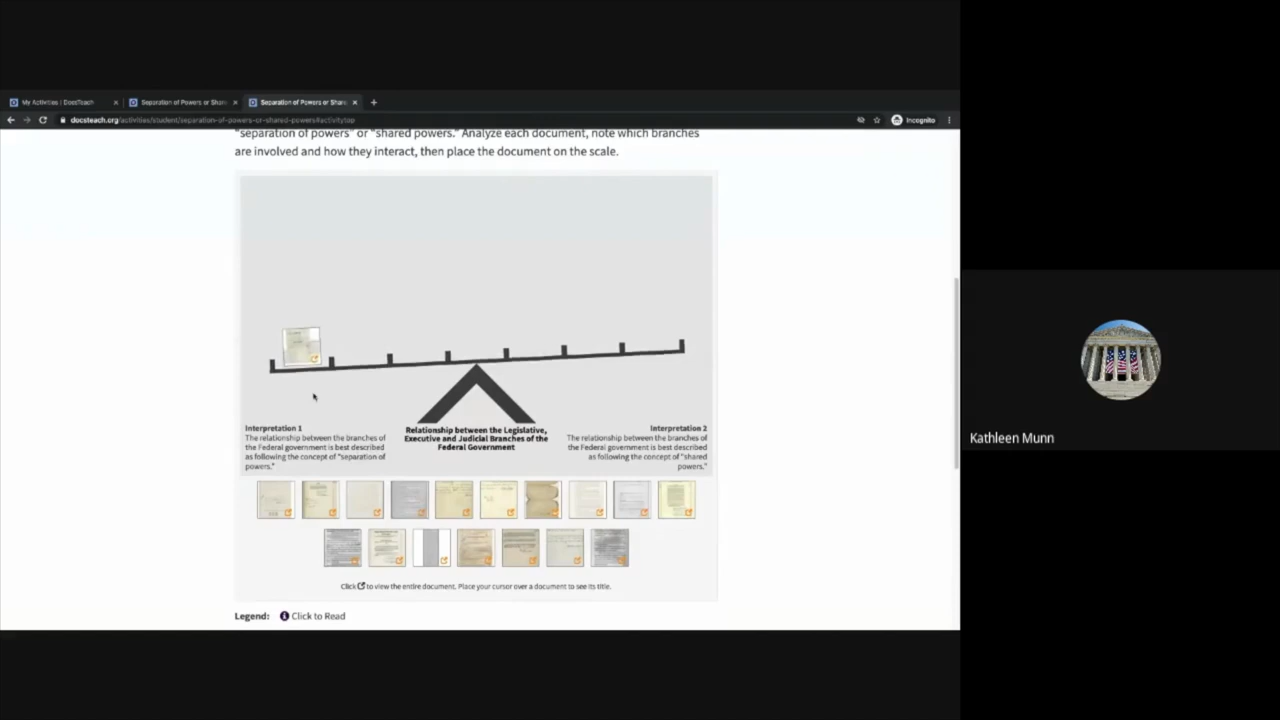 My Activities | DocsTeach
Separation of Powers or Share
Separation of Powers or Share
docsteach.org/activities/student/separation-of-powers-or-shared-powers#activitytop
Incognito
"separation of powers" or "shared powers." Analyze each document, note which branches
are involved and how they interact, then place the document on the scale.
Interpretation 1
The relationship between the branches of
the Federal government is best described
as following the concept of "separation of
powers."
Relationship between the Legislative,
Executive and Judicial Branches of the
Federal Government
Interpretation 2
The relationship between the branches of
the Federal government is best described
as following the concept of "shared
powers."
Click to view the entire document. Place your cursor over a document to see its title.
Legend: Click to Read
Kathleen Munn